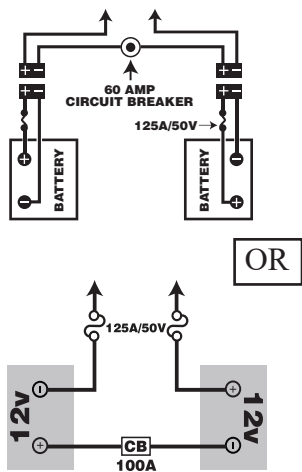 + − + −
+ − + −
60 AMP
CIRCUIT BREAKER
125A/50V
+ BATTERY −
BATTERY − +
OR
125A/50V
12v − + 12v
+ CB −
100A